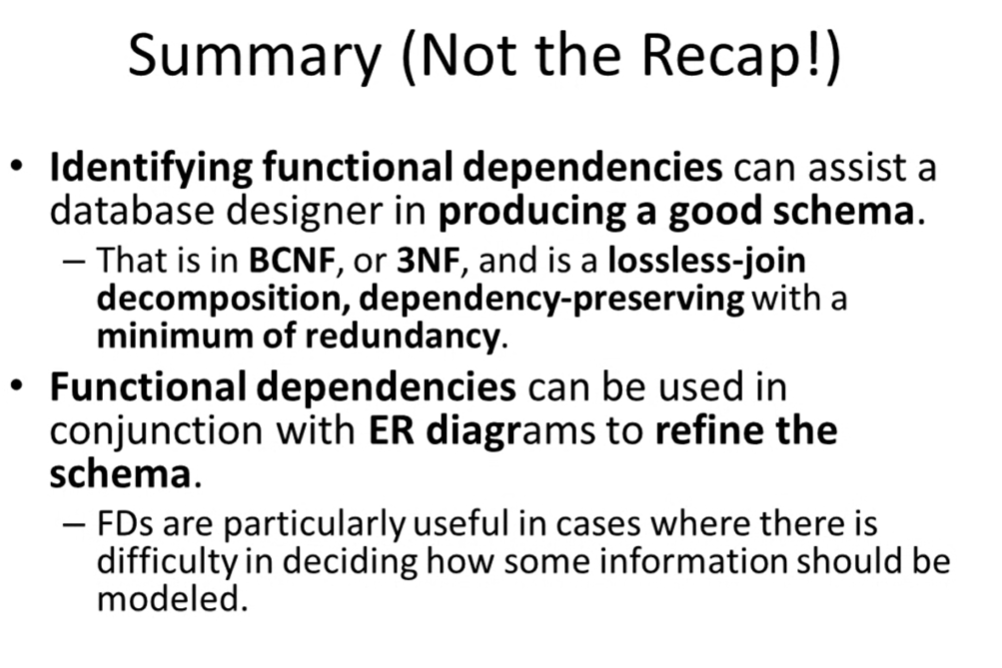 Summary (Not the Recap!)
• Identifying functional dependencies can assist a
database designer in producing a good schema.
– That is in BCNF, or 3NF, and is a lossless-join
decomposition, dependency-preserving with a
minimum of redundancy.
• Functional dependencies can be used in
conjunction with ER diagrams to refine the
schema.
– FDs are particularly useful in cases where there is
difficulty in deciding how some information should be
modeled.